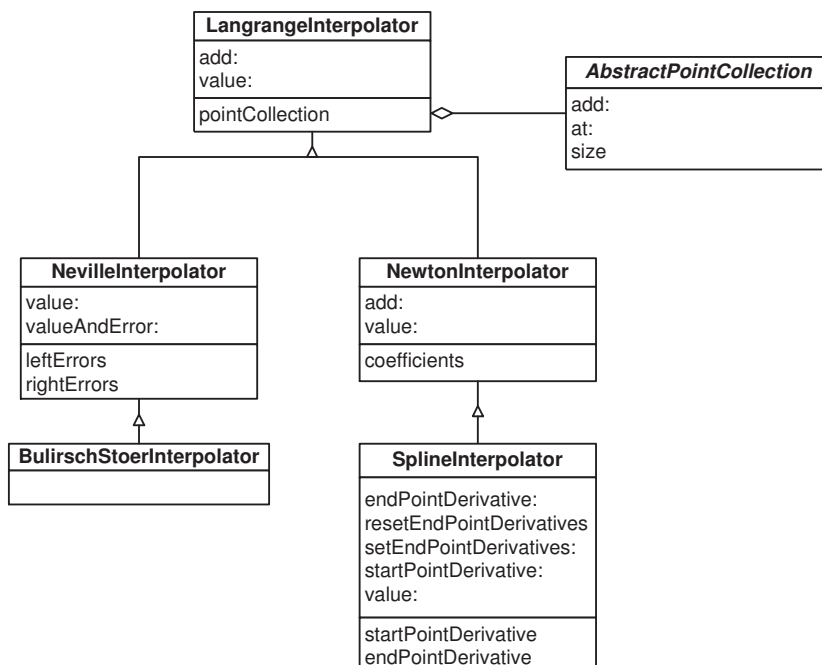 LangrangeInterpolator
add:
value:
pointCollection
AbstractPointCollection
add:
at:
size
NevilleInterpolator
value:
valueAndError:
leftErrors
rightErrors
NewtonInterpolator
add:
value:
coefficients
BulirschStoerInterpolator
SplineInterpolator
endPointDerivative:
resetEndPointDerivatives
setEndPointDerivatives:
startPointDerivative:
value:
startPointDerivative
endPointDerivative